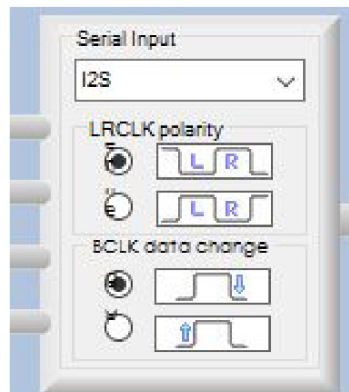 Serial Input
I2S
LRCLK polarity
L R
L R
BCLK data change